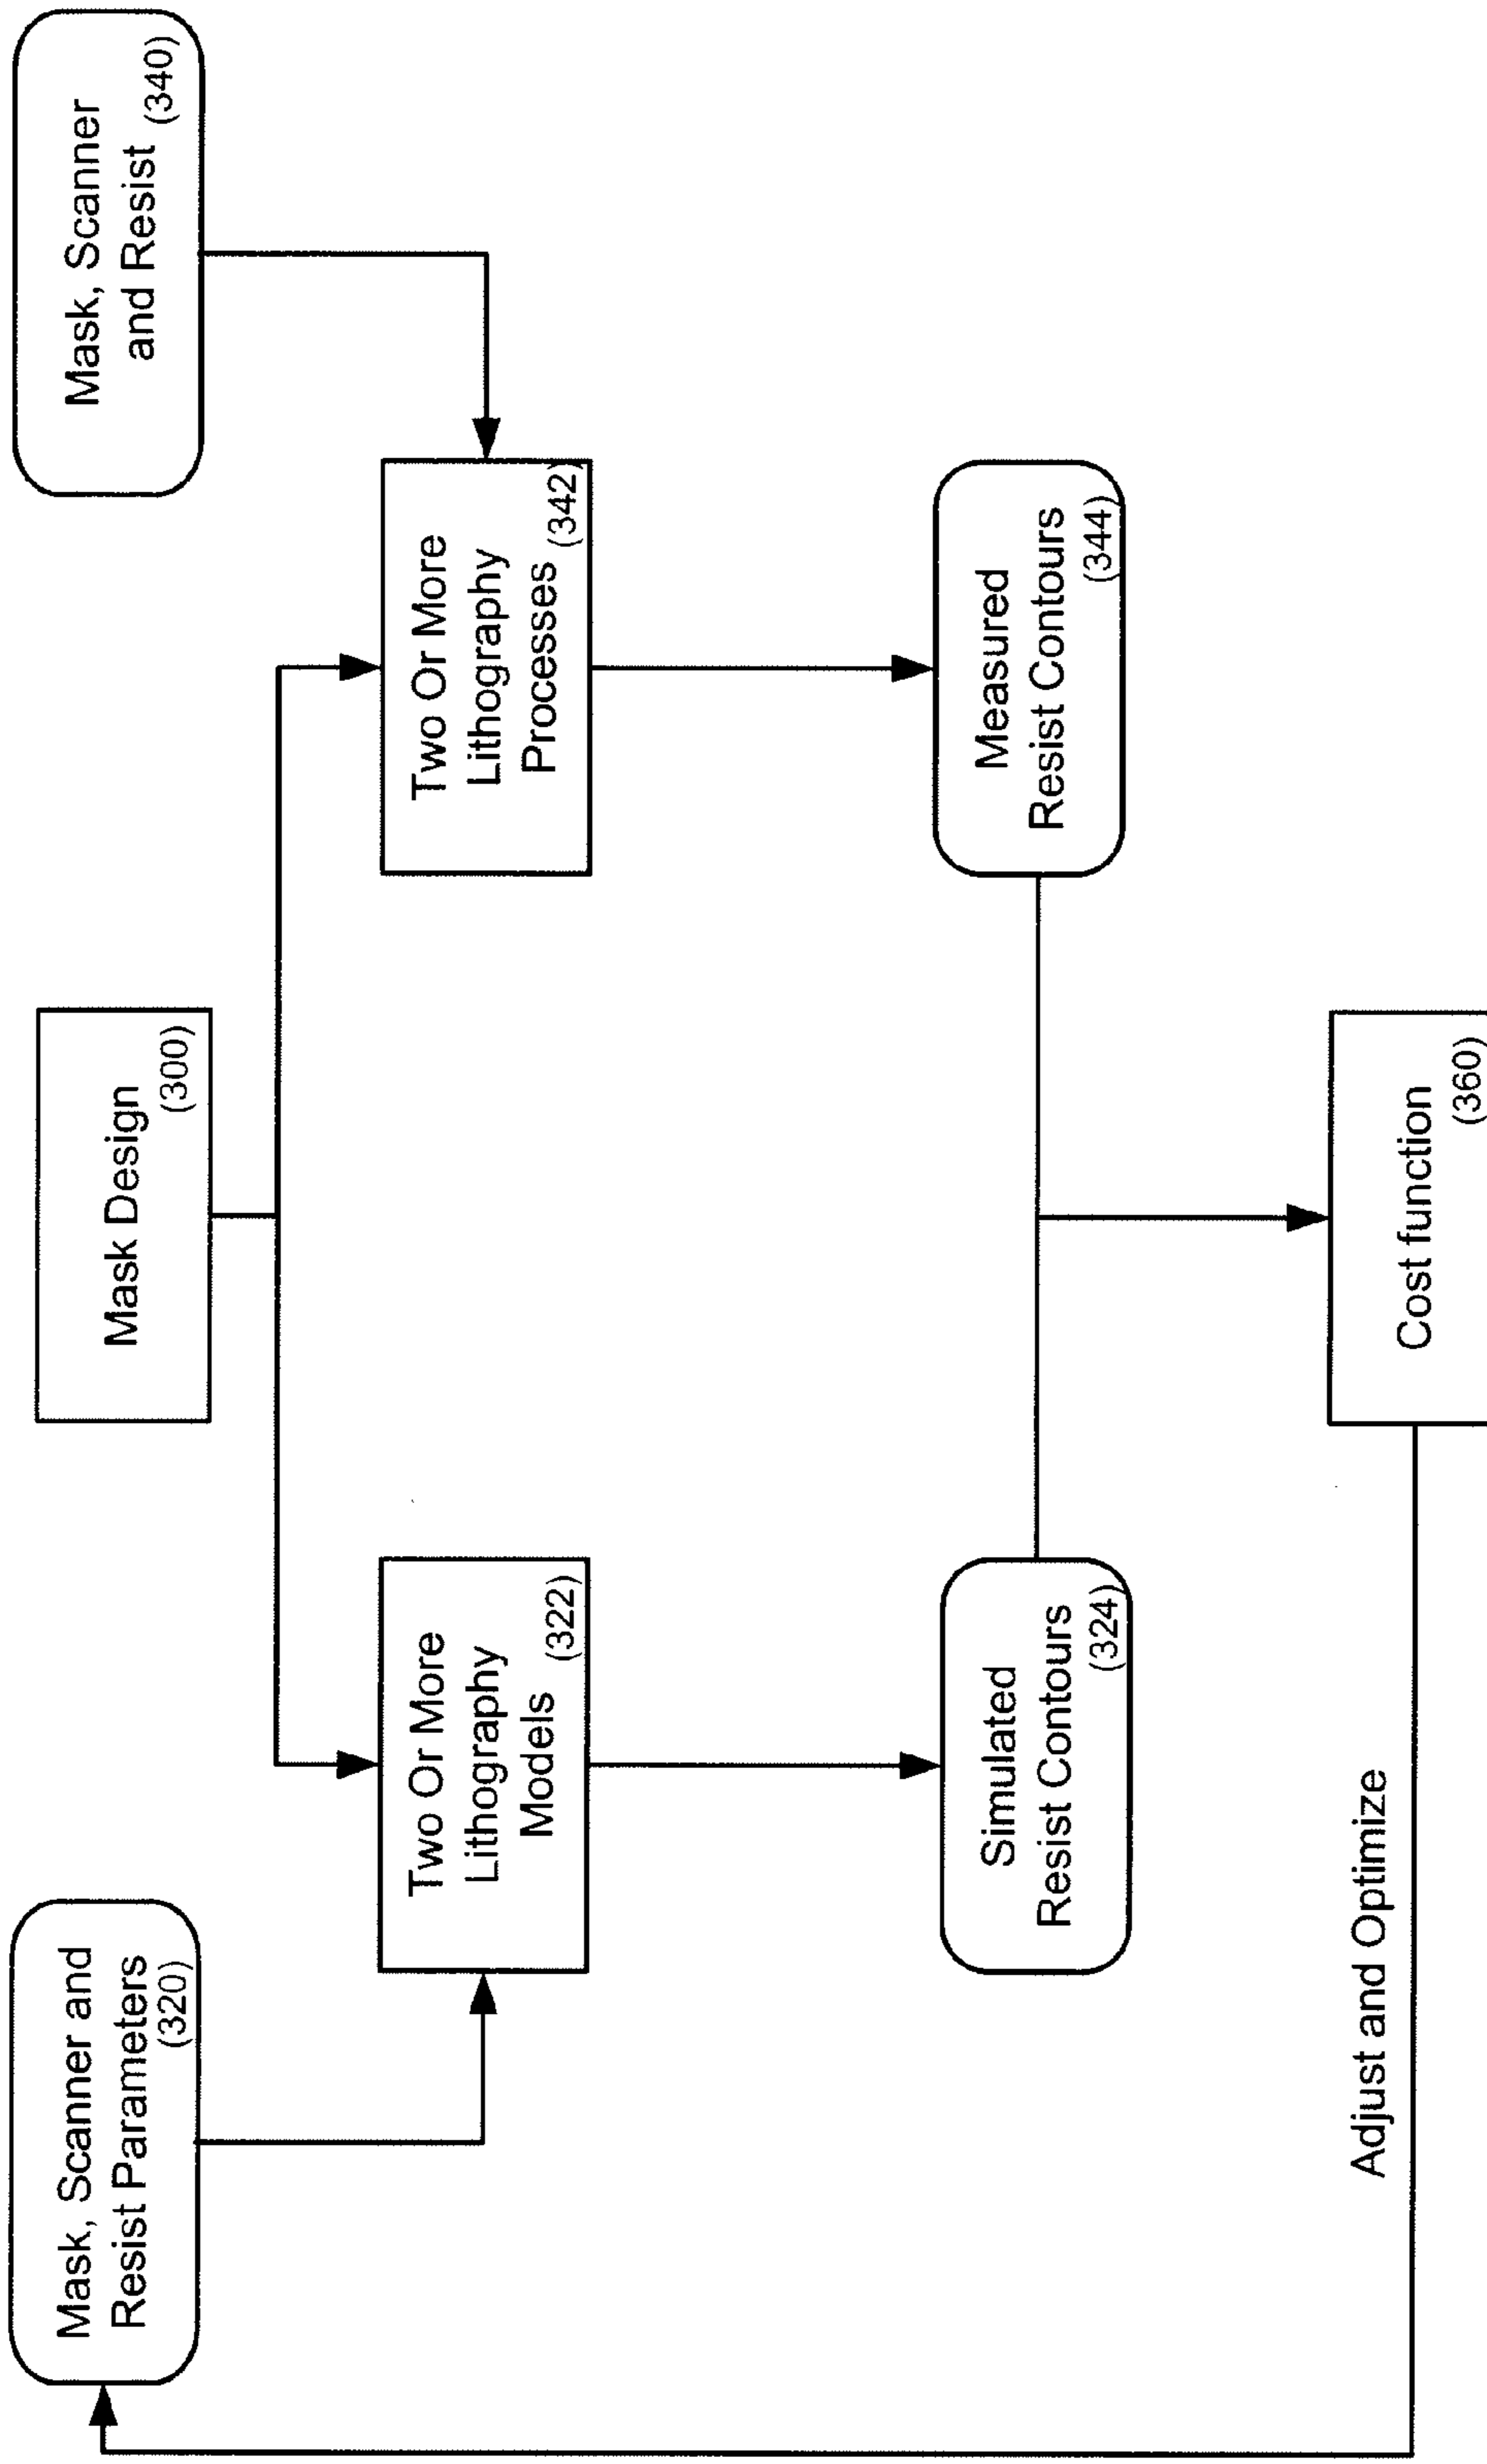 Mask, Scanner and
Resist Parameters
(320)
Mask Design
(300)
Mask, Scanner
and Resist
(340)
Two Or More
Lithography
Models
(322)
Two Or More
Lithography
Processes
(342)
Simulated
Resist Contours
(324)
Measured
Resist Contours
(344)
Adjust and Optimize
Cost function
(360)